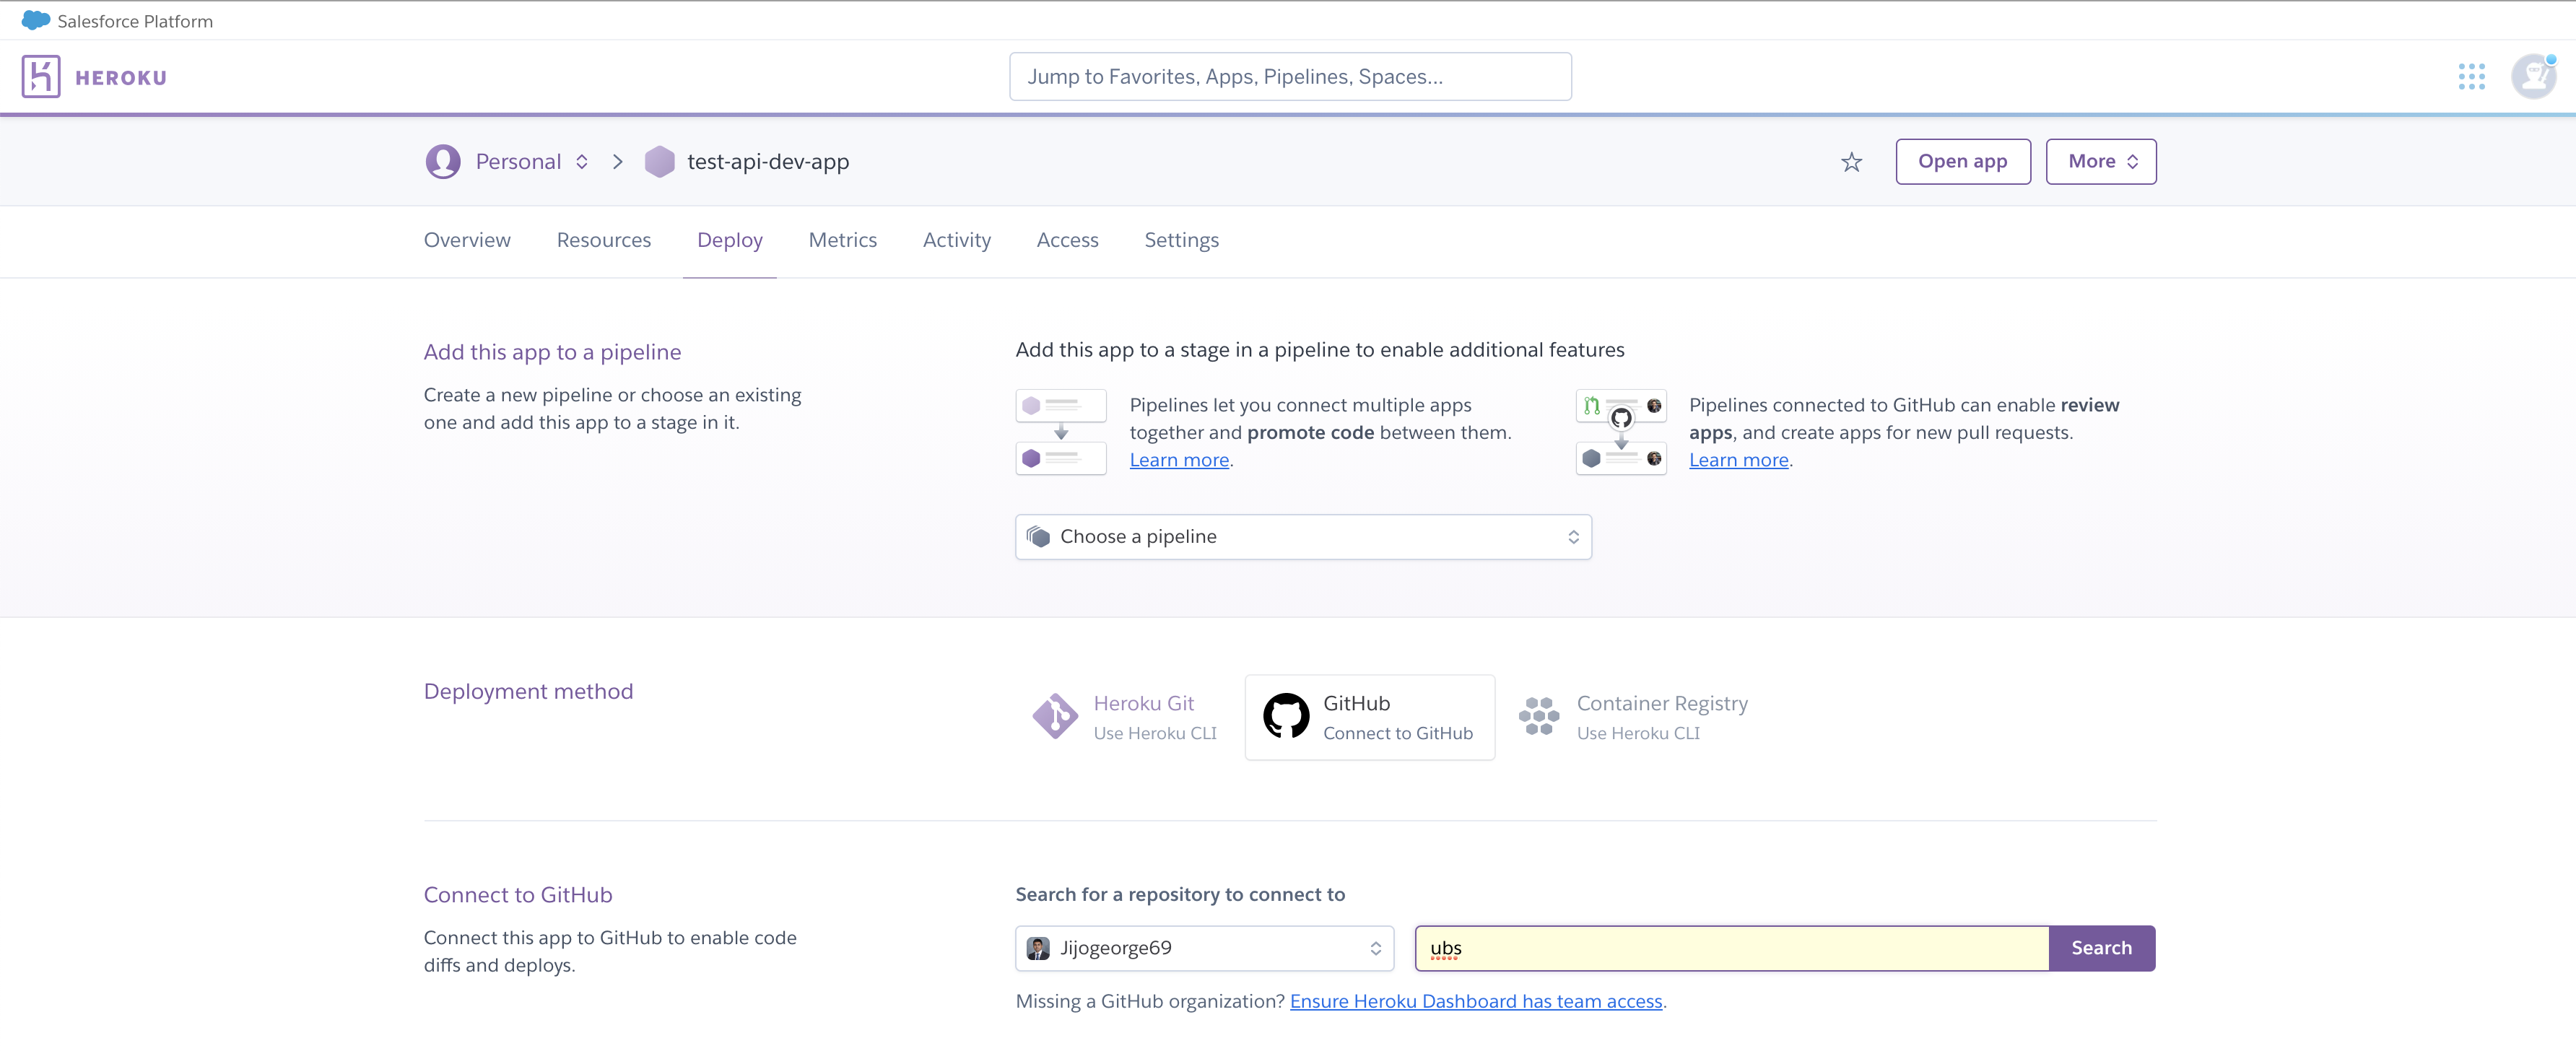 Salesforce Platform
HEROKU
Jump to Favorites, Apps, Pipelines, Spaces...
Personal
test-api-dev-app
Open app
More
Overview
Resources
Deploy
Metrics
Activity
Access
Settings
Add this app to a pipeline
Create a new pipeline or choose an existing
one and add this app to a stage in it.
Add this app to a stage in a pipeline to enable additional features
Pipelines let you connect multiple apps
together and promote code between them.
Learn more.
Pipelines connected to GitHub can enable review
apps, and create apps for new pull requests.
Learn more.
Choose a pipeline
Deployment method
Heroku Git
Use Heroku CLI
GitHub
Connect to GitHub
Container Registry
Use Heroku CLI
Connect to GitHub
Connect this app to GitHub to enable code
diffs and deploys.
Search for a repository to connect to
Jijogeorge69
ubs
Search
Missing a GitHub organization? Ensure Heroku Dashboard has team access.